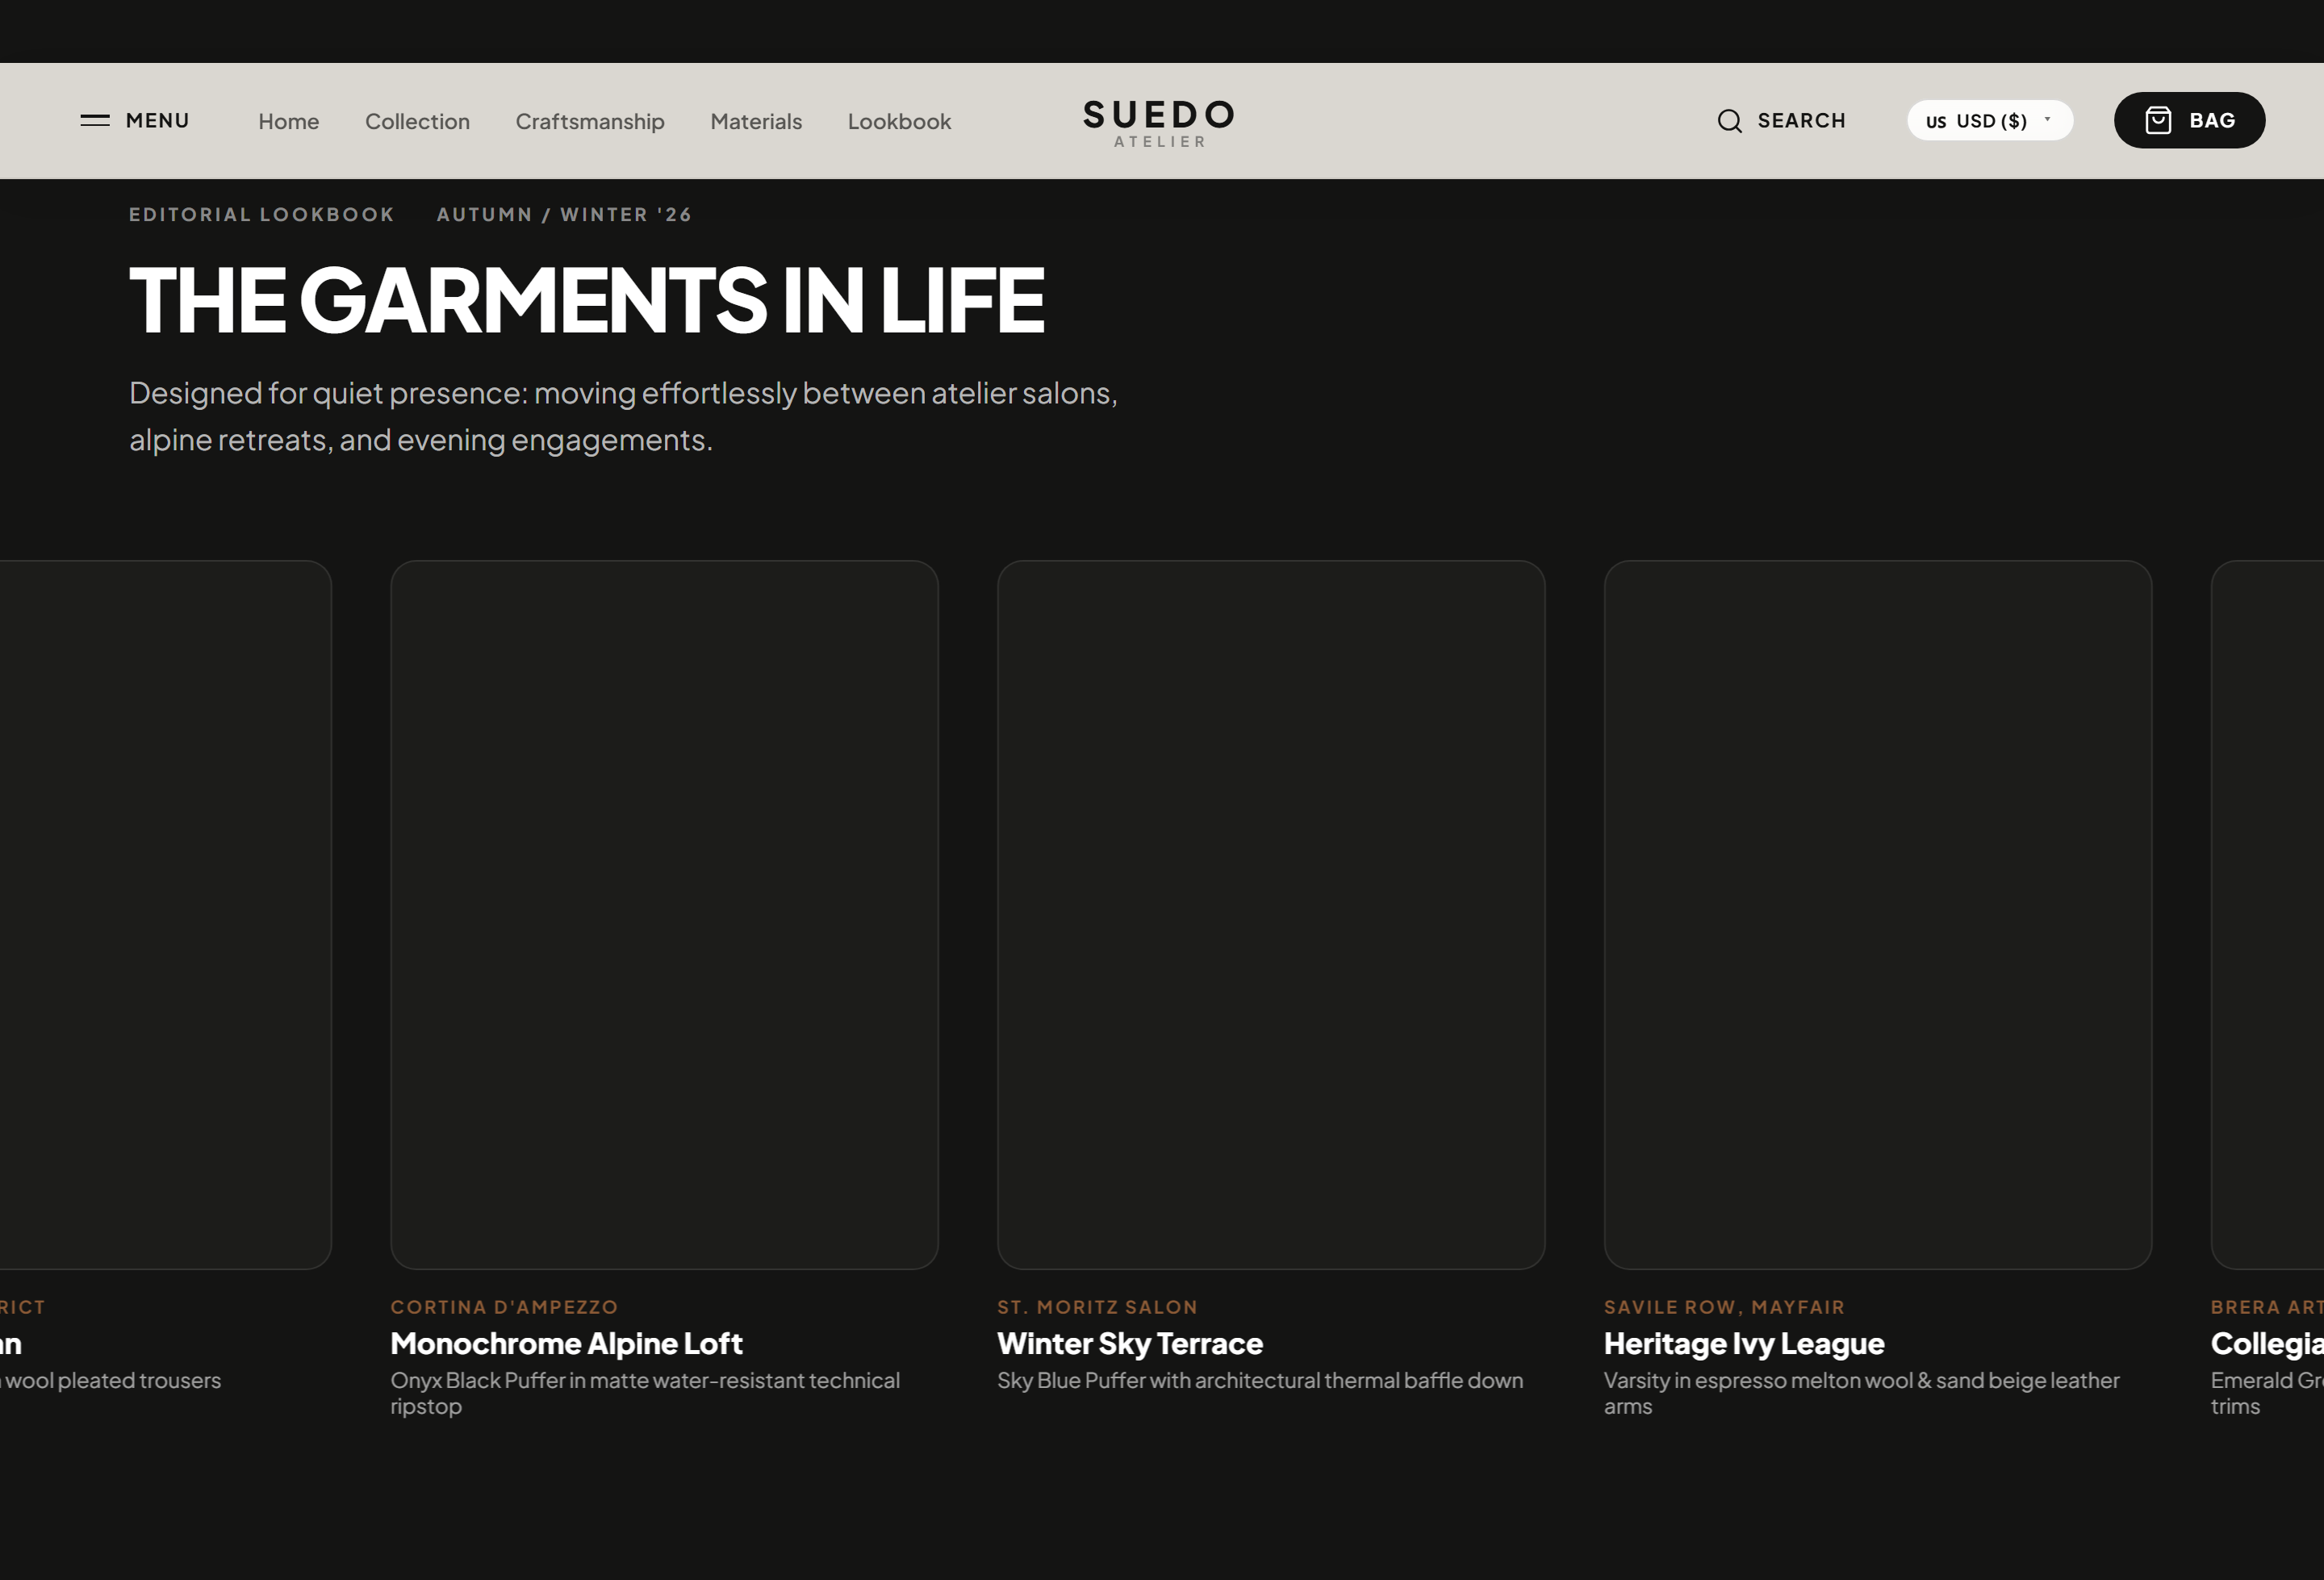 MENU Home Collection Craftsmanship Materials Lookbook
SUEDO
ATELIER
SEARCH US USD ($) BAG
EDITORIAL LOOKBOOK AUTUMN / WINTER '26
THE GARMENTS IN LIFE
Designed for quiet presence: moving effortlessly between atelier salons,
alpine retreats, and evening engagements.
wool pleated trousers
CORTINA D'AMPEZZO
Monochrome Alpine Loft
Onyx Black Puffer in matte water-resistant technical
ripstop
ST. MORITZ SALON
Winter Sky Terrace
Sky Blue Puffer with architectural thermal baffle down
SAVILE ROW, MAYFAIR
Heritage Ivy League
Varsity in espresso melton wool & sand beige leather
arms
BRERA
Emerald
trims